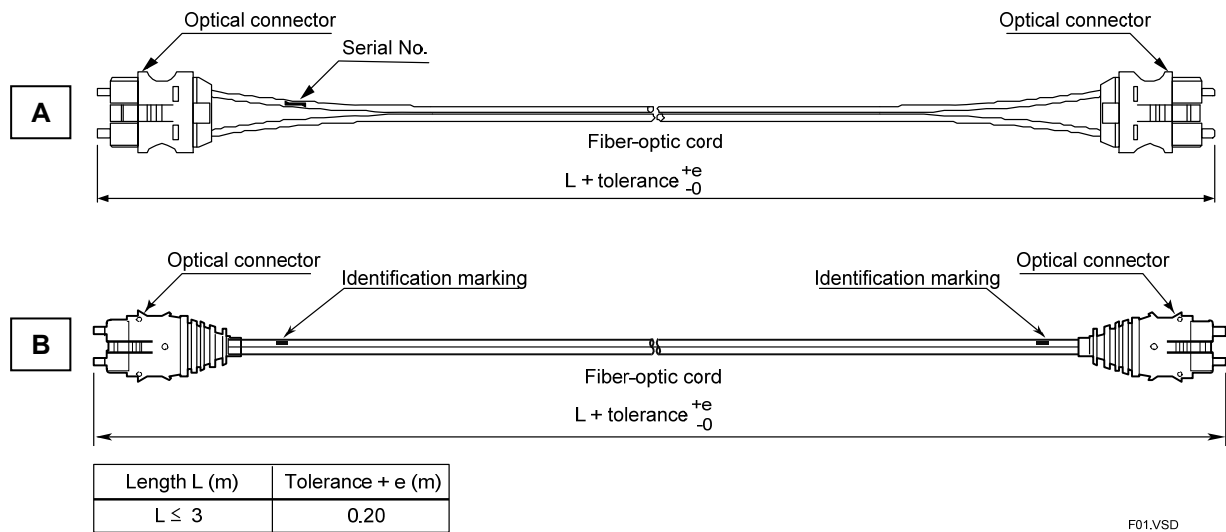 Optical connector
Serial No.
Optical connector
A
Fiber-optic cord
L + tolerance +e
-0
Optical connector
Identification marking
Identification marking
Optical connector
B
Fiber-optic cord
L + tolerance +e
-0
Length L (m) Tolerance + e (m)
L ≤ 3 0.20
F01.VSD